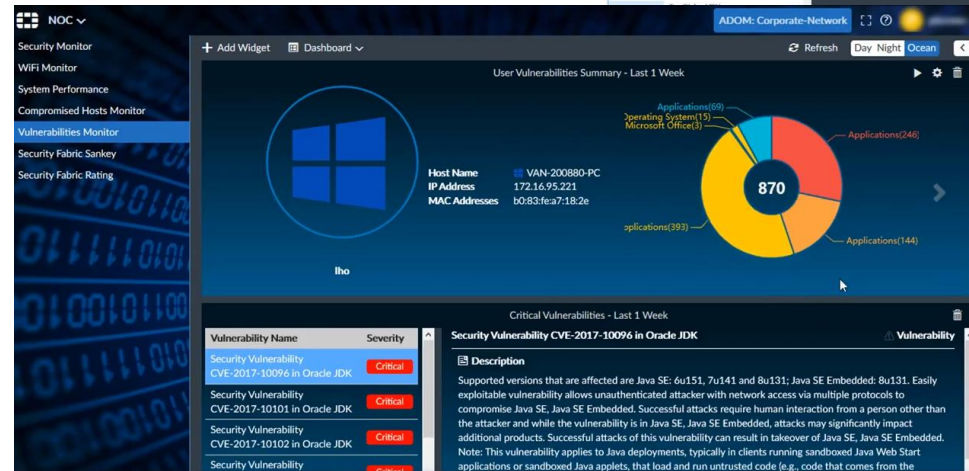 NOC
ADOM: Corporate-Network
Security Monitor
WiFi Monitor
System Performance
Compromised Hosts Monitor
Vulnerabilities Monitor
Security Fabric Sankey
Security Fabric Rating
+ Add Widget Dashboard
Refresh Day Night Ocean
User Vulnerabilities Summary - Last 1 Week
Host Name VAN-200880-PC
IP Address 172.16.95.221
MAC Addresses b0:83:fe:a7:18:2e
lho
Applications(69)
Operating System(15)
Microsoft Office(3)
Applications(246)
870
pplications(393)
Applications(144)
Critical Vulnerabilities - Last 1 Week
Vulnerability Name Severity
Security Vulnerability
CVE-2017-10096 in Oracle JDK Critical
Security Vulnerability
CVE-2017-10101 in Oracle JDK Critical
Security Vulnerability
CVE-2017-10102 in Oracle JDK Critical
Security Vulnerability
Critical
Security Vulnerability CVE-2017-10096 in Oracle JDK Vulnerability
Description
Supported versions that are affected are Java SE: 6u151, 7u141 and 8u131; Java SE Embedded: 8u131. Easily
exploitable vulnerability allows unauthenticated attacker with network access via multiple protocols to
compromise Java SE, Java SE Embedded. Successful attacks require human interaction from a person other than
the attacker and while the vulnerability is in Java SE, Java SE Embedded, attacks may significantly impact
additional products. Successful attacks of this vulnerability can result in takeover of Java SE, Java SE Embedded.
Note: This vulnerability applies to Java deployments, typically in clients running sandboxed Java Web Start
applications or sandboxed Java applets, that load and run untrusted code (e.g., code that comes from the